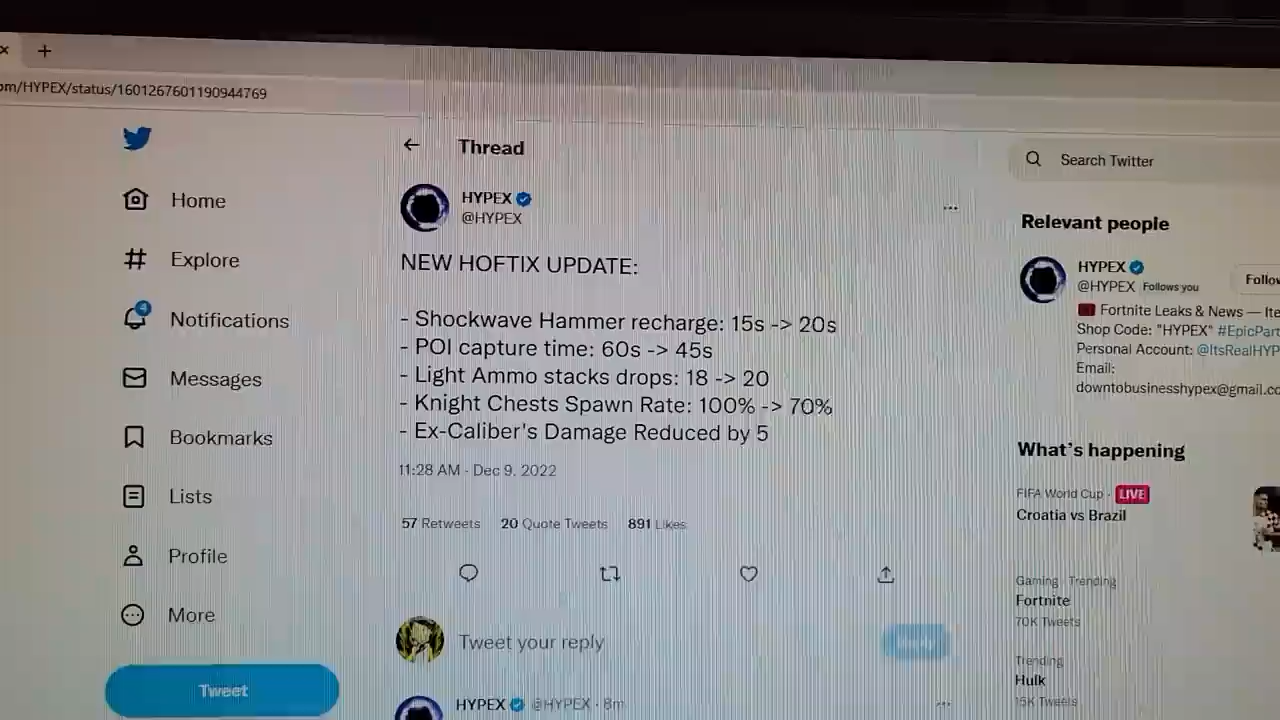 om/HYPEX/status/1601267601190944769
Home
Explore
4
Notifications
Messages
Bookmarks
Lists
Profile
More
Tweet
Thread
HYPEX
@HYPEX
NEW HOFTIX UPDATE:
- Shockwave Hammer recharge: 15s -> 20s
- POI capture time: 60s -> 45s
- Light Ammo stacks drops: 18 -> 20
- Knight Chests Spawn Rate: 100% -> 70%
- Ex-Caliber's Damage Reduced by 5
11:28 AM · Dec 9, 2022
57 Retweets 20 Quote Tweets 891 Likes
Tweet your reply
Reply
HYPEX @HYPEX · 8m
Search Twitter
Relevant people
HYPEX
@HYPEX Follows you
Follow
Fortnite Leaks & News — Ite
Shop Code: "HYPEX" #EpicPart
Personal Account: @ItsRealHYP
Email:
downtobusinesshypex@gmail.co
What's happening
FIFA World Cup · LIVE
Croatia vs Brazil
Gaming · Trending
Fortnite
70K Tweets
Trending
Hulk
15K Tweets